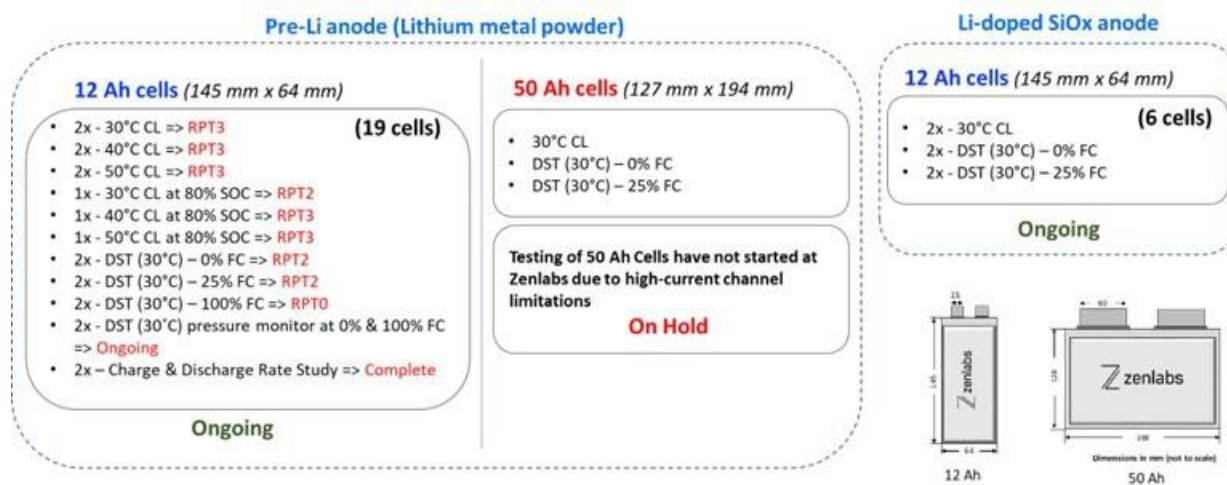 Pre-Li anode (Lithium metal powder)
12 Ah cells (145 mm x 64 mm)
(19 cells)
• 2x - 30°C CL => RPT3
• 2x - 40°C CL => RPT3
• 2x - 50°C CL => RPT3
• 1x - 30°C CL at 80% SOC => RPT2
• 1x - 40°C CL at 80% SOC => RPT3
• 1x - 50°C CL at 80% SOC => RPT3
• 2x - DST (30°C) – 0% FC => RPT2
• 2x - DST (30°C) – 25% FC => RPT2
• 2x - DST (30°C) – 100% FC => RPT0
• 2x - DST (30°C) pressure monitor at 0% & 100% FC
=> Ongoing
• 2x – Charge & Discharge Rate Study => Complete
Ongoing
50 Ah cells (127 mm x 194 mm)
• 30°C CL
• DST (30°C) – 0% FC
• DST (30°C) – 25% FC
Testing of 50 Ah Cells have not started at
Zenlabs due to high-current channel
limitations
On Hold
Li-doped SiOx anode
12 Ah cells (145 mm x 64 mm)
(6 cells)
• 2x - 30°C CL
• 2x - DST (30°C) – 0% FC
• 2x - DST (30°C) – 25% FC
Ongoing
15
145
zenlabs
64
12 Ah
60
zenlabs
Dimensions in mm (not to scale)
50 Ah